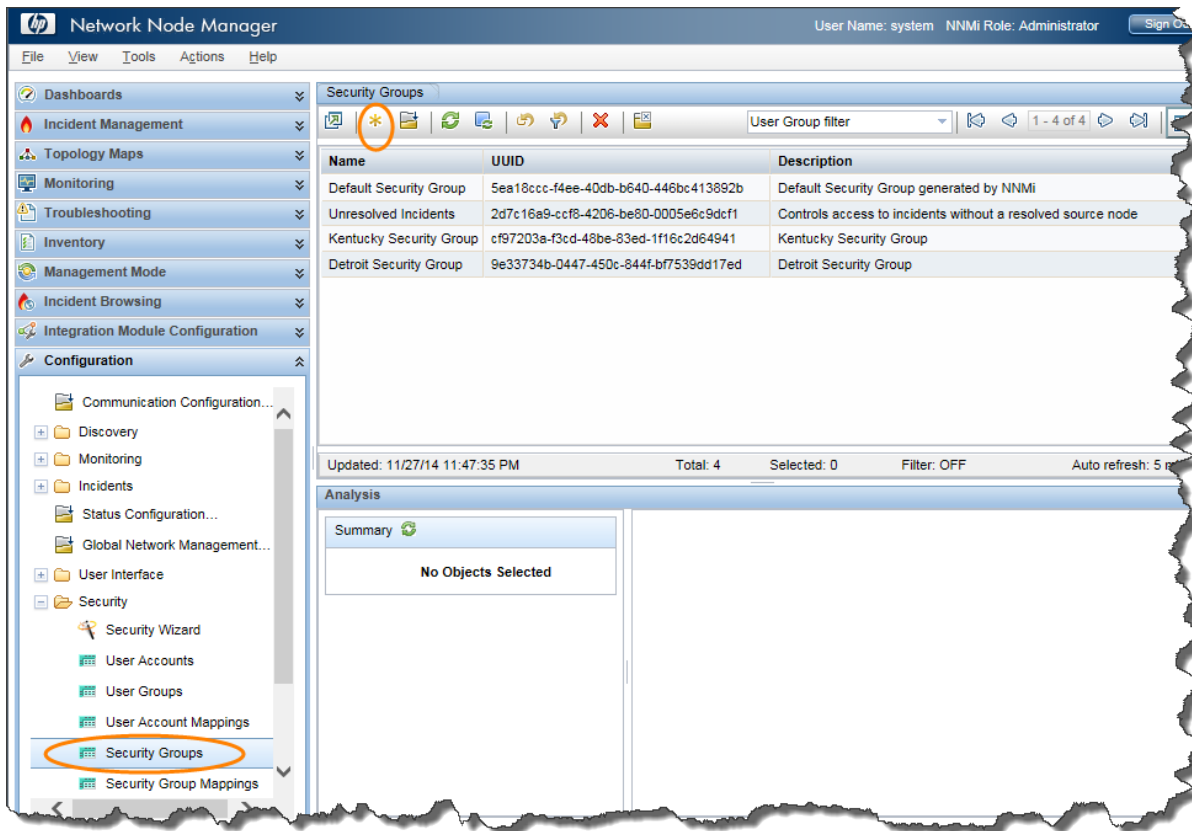 hp Network Node Manager
User Name: system NNMi Role: Administrator
Sign
File View Tools Actions Help
Dashboards
Incident Management
Topology Maps
Monitoring
Troubleshooting
Inventory
Management Mode
Incident Browsing
Integration Module Configuration
Configuration
Communication Configuration...
Discovery
Monitoring
Incidents
Status Configuration...
Global Network Management...
User Interface
Security
Security Wizard
User Accounts
User Groups
User Account Mappings
Security Groups
Security Group Mappings
Security Groups
User Group filter
1 - 4 of 4
Name UUID Description
Default Security Group 5ea18ccc-f4ee-40db-b640-446bc413892b Default Security Group generated by NNMi
Unresolved Incidents 2d7c16a9-ccf8-4206-be80-0005e6c9dcf1 Controls access to incidents without a resolved source node
Kentucky Security Group cf97203a-f3cd-48be-83ed-1f16c2d64941 Kentucky Security Group
Detroit Security Group 9e33734b-0447-450c-844f-bf7539dd17ed Detroit Security Group
Updated: 11/27/14 11:47:35 PM Total: 4 Selected: 0 Filter: OFF Auto refresh: 5
Analysis
Summary
No Objects Selected